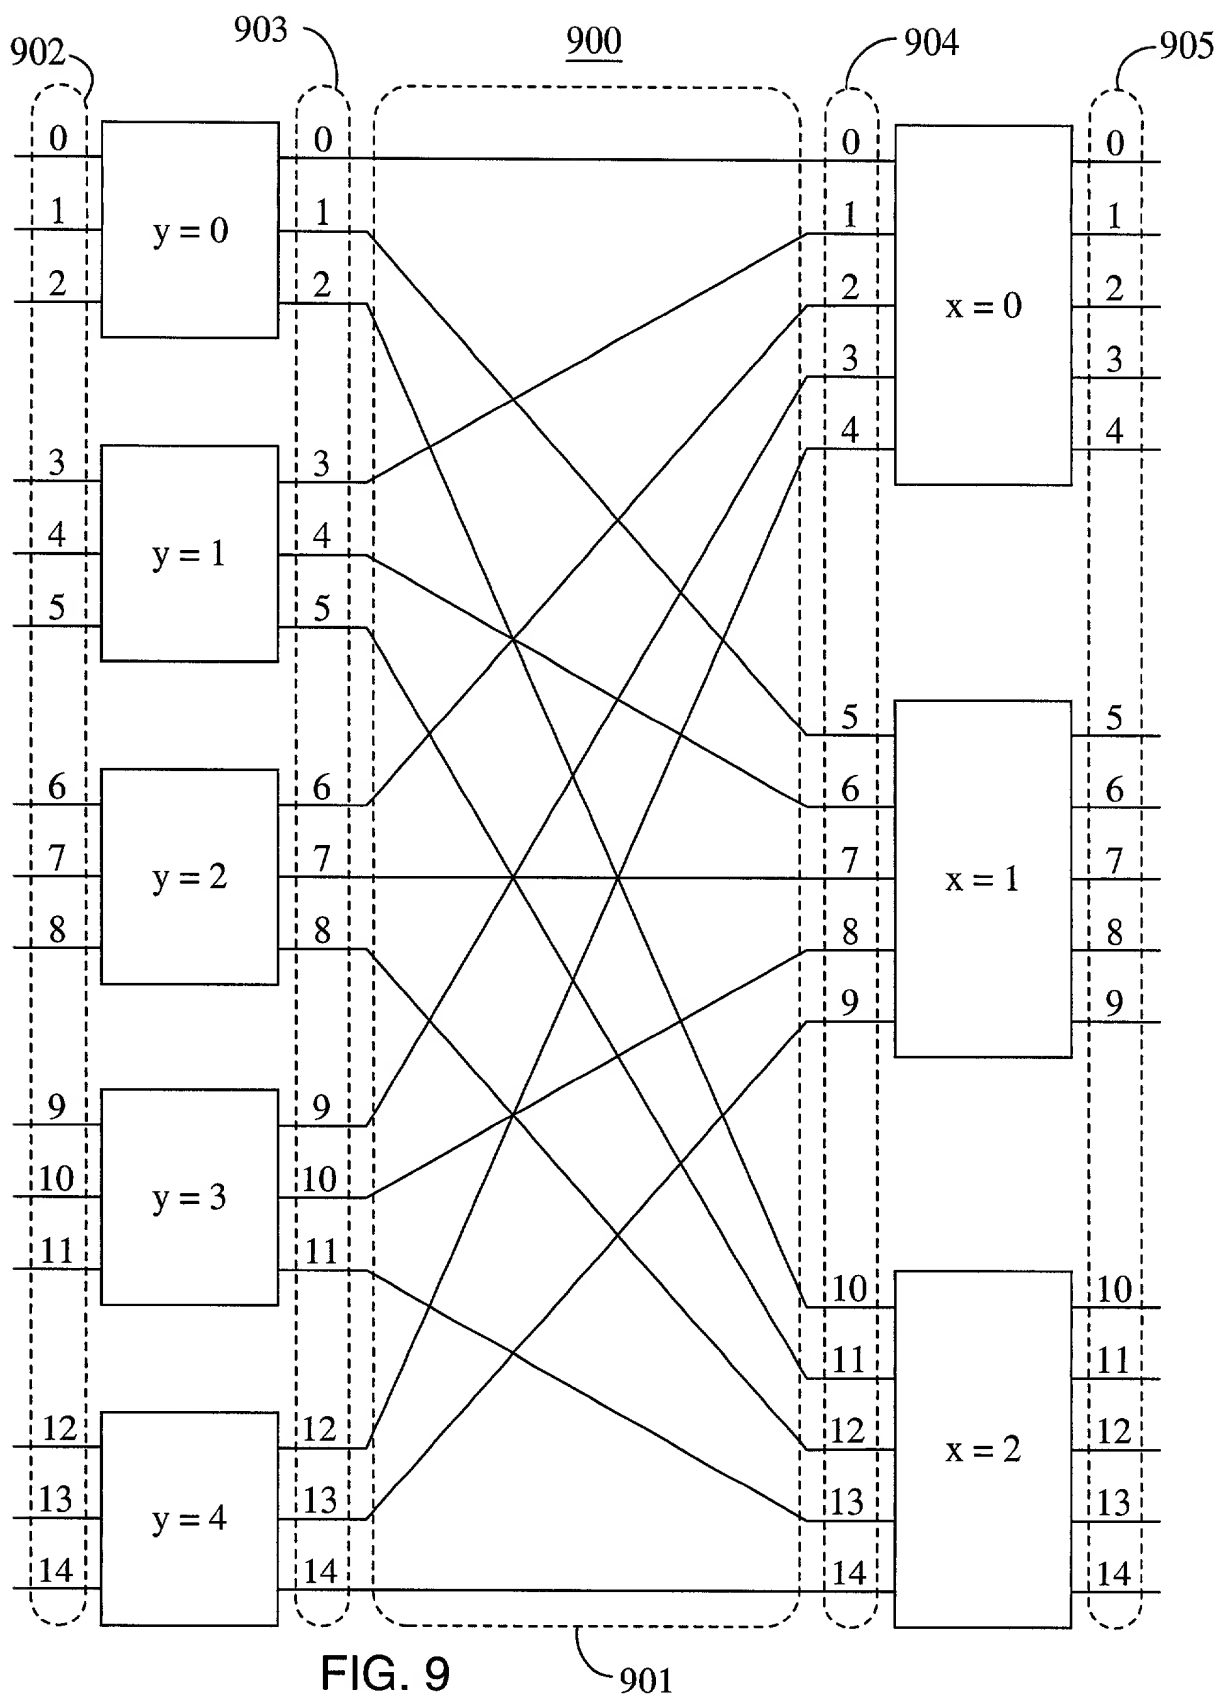 900
902
903
904
905
0 0 0 0
1 1 1 1
y = 0
2 2 2 2
x = 0
3 3
4 4
3 3
4 4
y = 1
5 5
5 5
6 6 6 6
7 7 7 7
y = 2
x = 1
8 8 8 8
9 9
9 9
10 10
y = 3
11 11
10 10
11 11
12 12 12 12
x = 2
13 13 13 13
y = 4
14 14 14 14
FIG. 9
901